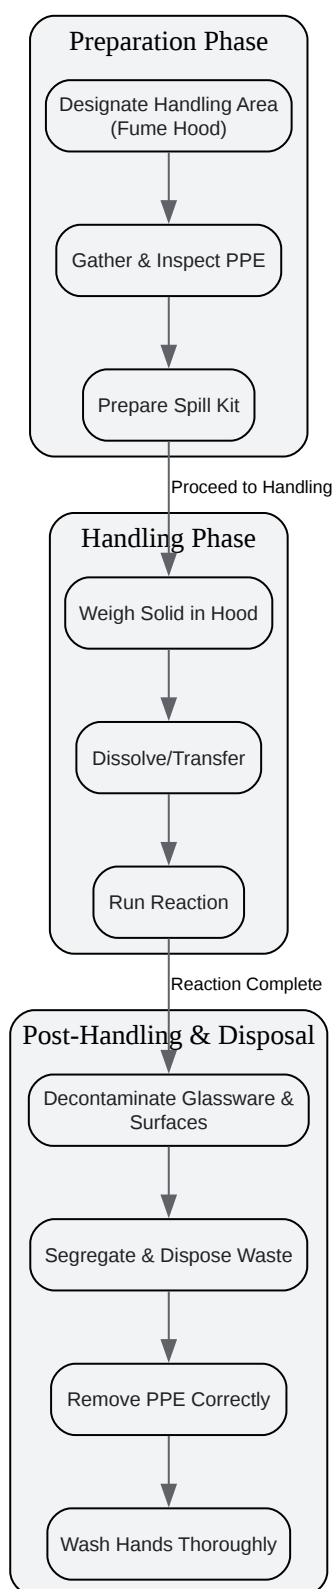 Preparation Phase
Designate Handling Area
(Fume Hood)
Gather & Inspect PPE
Prepare Spill Kit
Proceed to Handling
Handling Phase
Weigh Solid in Hood
Dissolve/Transfer
Run Reaction
Reaction Complete
Post-Handling & Disposal
Decontaminate Glassware &
Surfaces
Segregate & Dispose Waste
Remove PPE Correctly
Wash Hands Thoroughly